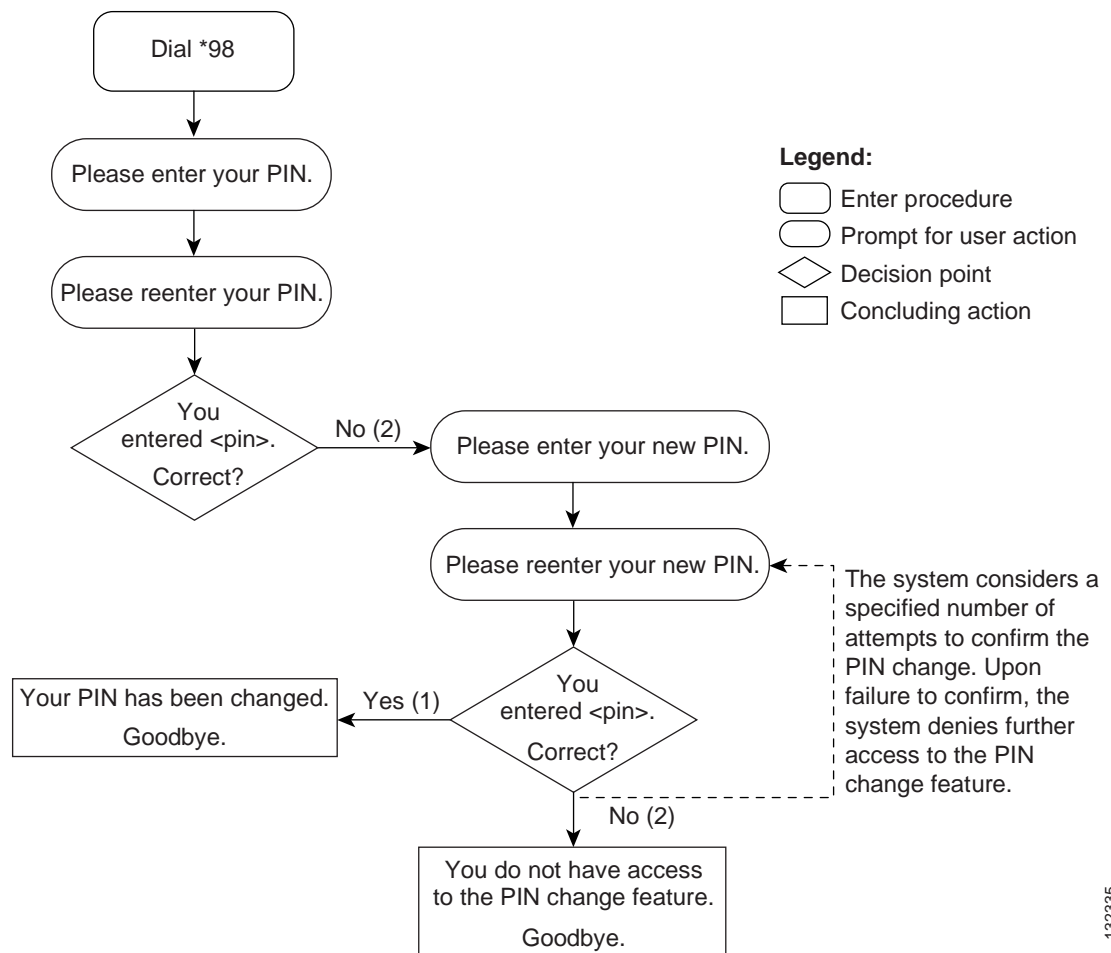 Dial *98
Please enter your PIN.
Please reenter your PIN.
You
entered <pin>.
Correct?
No (2)
Please enter your new PIN.
Please reenter your new PIN.
You
entered <pin>.
Correct?
Yes (1)
Your PIN has been changed.
Goodbye.
No (2)
You do not have access
to the PIN change feature.
Goodbye.
The system considers a
specified number of
attempts to confirm the
PIN change. Upon
failure to confirm, the
system denies further
access to the PIN
change feature.
Legend:
Enter procedure
Prompt for user action
Decision point
Concluding action
132335